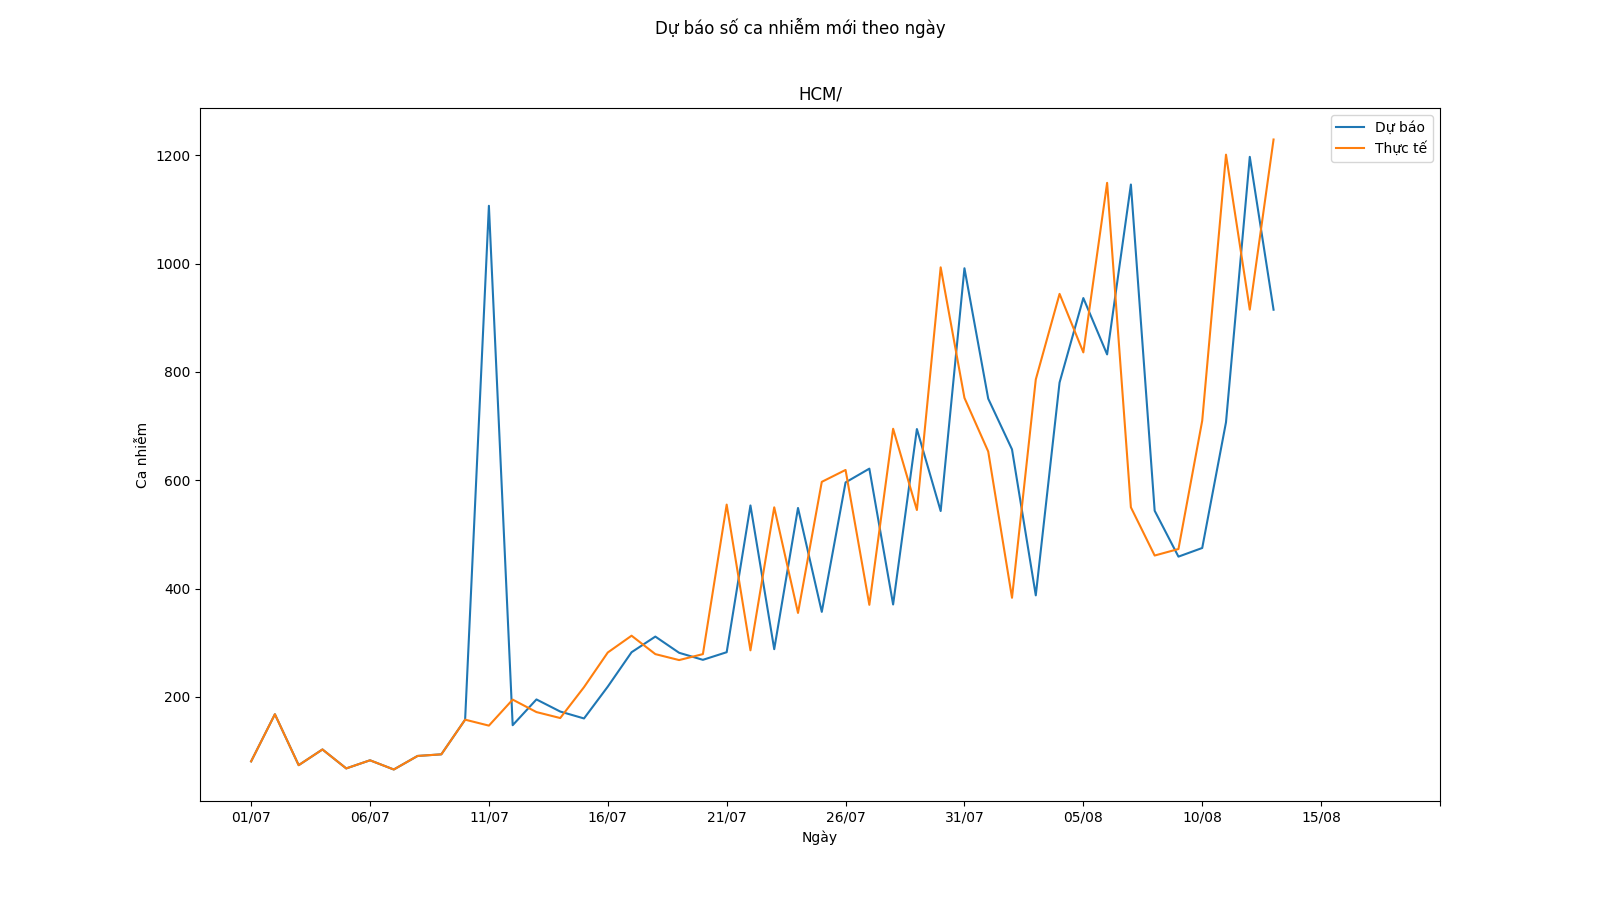 Dự báo số ca nhiễm mới theo ngày
HCM/
Dự báo
Thực tế
1200
1000
800
600
400
200
Ca nhiễm
01/07 06/07 11/07 16/07 21/07 26/07 31/07 05/08 10/08 15/08
Ngày